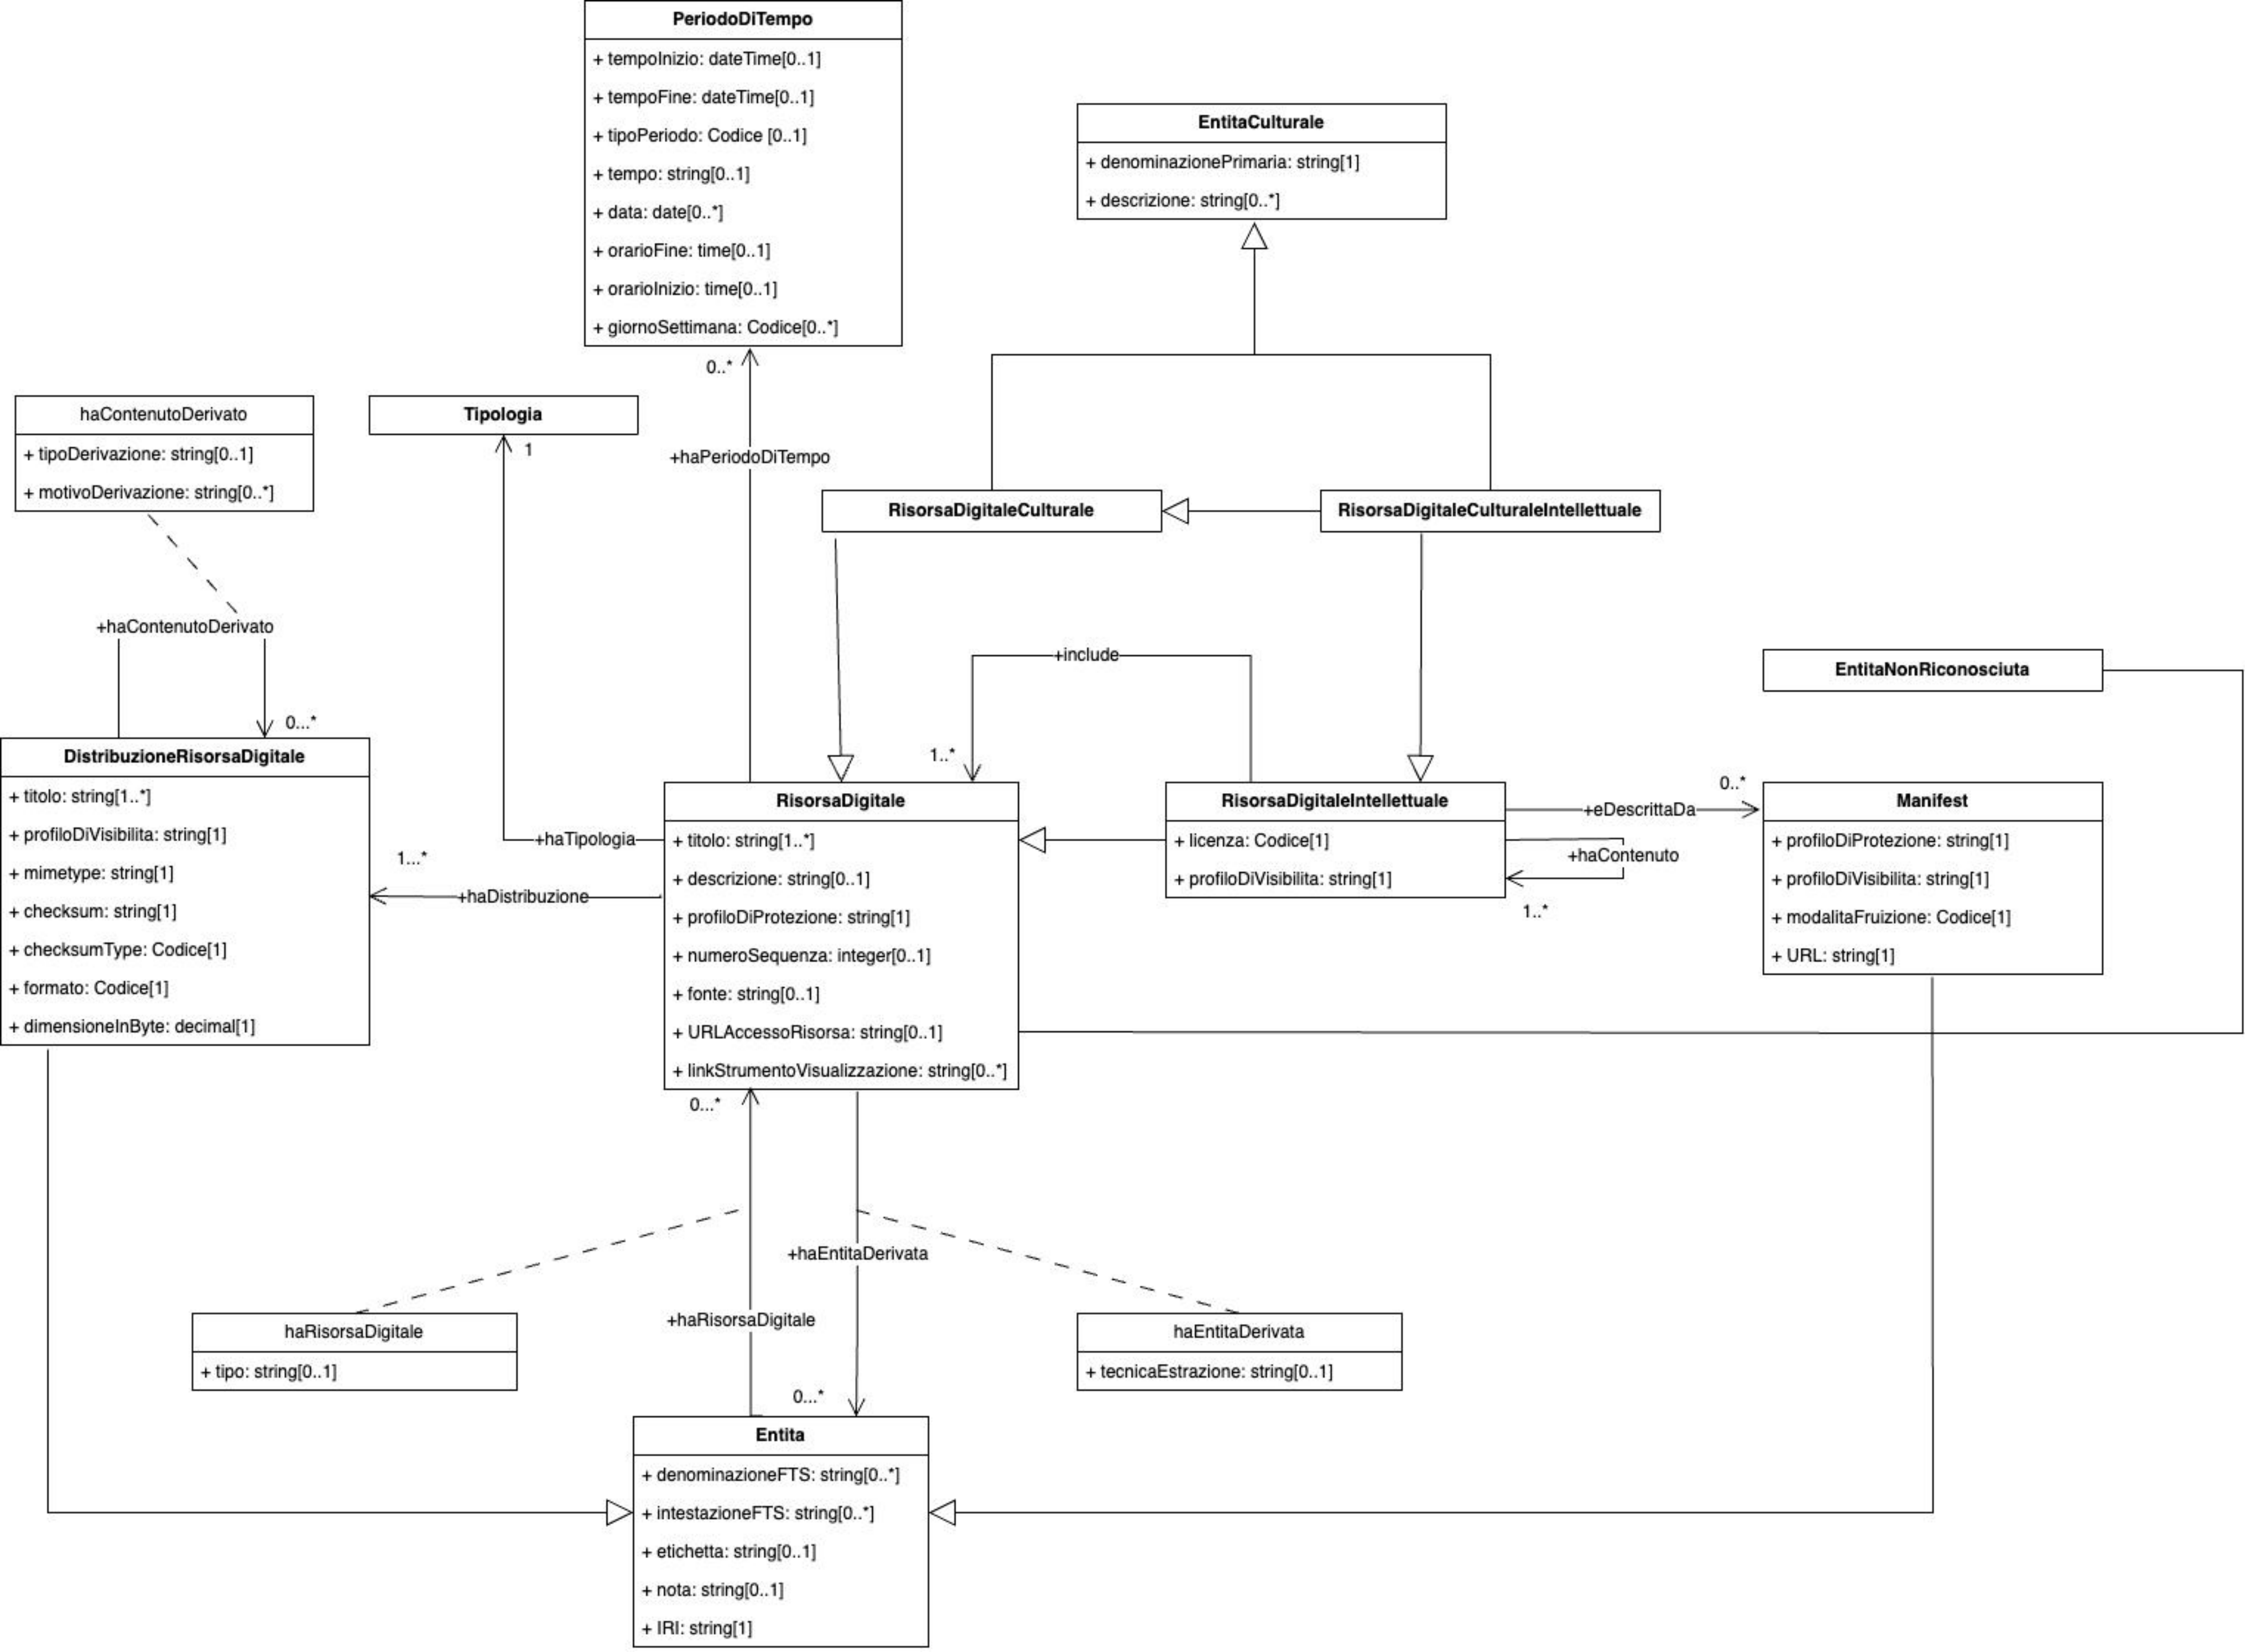 PeriodoDiTempo
+ tempoInizio: dateTime[0..1]
+ tempoFine: dateTime[0..1]
+ tipoPeriodo: Codice [0..1]
+ tempo: string[0..1]
+ data: date[0..*]
+ orarioFine: time[0..1]
+ orarioInizio: time[0..1]
+ giornoSettimana: Codice[0..*]
0..*
+haPeriodoDiTempo
EntitaCulturale
+ denominazionePrimaria: string[1]
+ descrizione: string[0..*]
haContenutoDerivato
+ tipoDerivazione: string[0..1]
+ motivoDerivazione: string[0..*]
Tipologia
1
RisorsaDigitaleCulturale
RisorsaDigitaleCulturaleIntellettuale
+haContenutoDerivato
0...*
+include
1..*
EntitaNonRiconosciuta
DistribuzioneRisorsaDigitale
+ titolo: string[1..*]
+ profiloDiVisibilita: string[1]
+ mimetype: string[1]
+ checksum: string[1]
+ checksumType: Codice[1]
+ formato: Codice[1]
+ dimensioneInByte: decimal[1]
+haTipologia
1...*
+haDistribuzione
RisorsaDigitale
+ titolo: string[1..*]
+ descrizione: string[0..1]
+ profiloDiProtezione: string[1]
+ numeroSequenza: integer[0..1]
+ fonte: string[0..1]
+ URLAccessoRisorsa: string[0..1]
+ linkStrumentoVisualizzazione: string[0..*]
RisorsaDigitaleIntellettuale
+ licenza: Codice[1]
+ profiloDiVisibilita: string[1]
0..*
+eDescrittaDa
+haContenuto
1..*
Manifest
+ profiloDiProtezione: string[1]
+ profiloDiVisibilita: string[1]
+ modalitaFruizione: Codice[1]
+ URL: string[1]
0...*
+haEntitaDerivata
+haRisorsaDigitale
haRisorsaDigitale
+ tipo: string[0..1]
haEntitaDerivata
+ tecnicaEstrazione: string[0..1]
0...*
Entita
+ denominazioneFTS: string[0..*]
+ intestazioneFTS: string[0..*]
+ etichetta: string[0..1]
+ nota: string[0..1]
+ IRI: string[1]